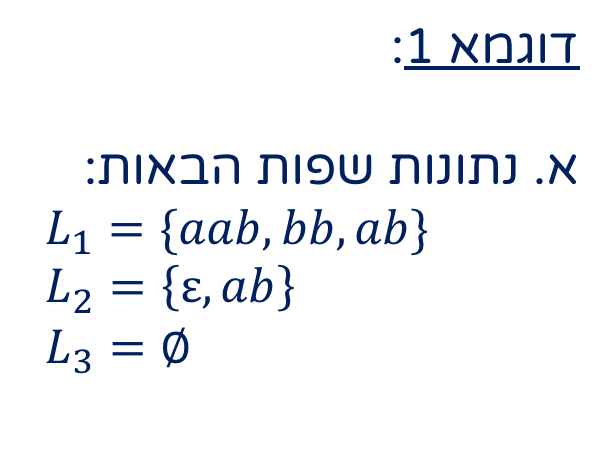 דוגמא 1:
א. נתונות שפות הבאות:
L₁ = {aab, bb, ab}
L₂ = {ε, ab}
L₃ = ∅